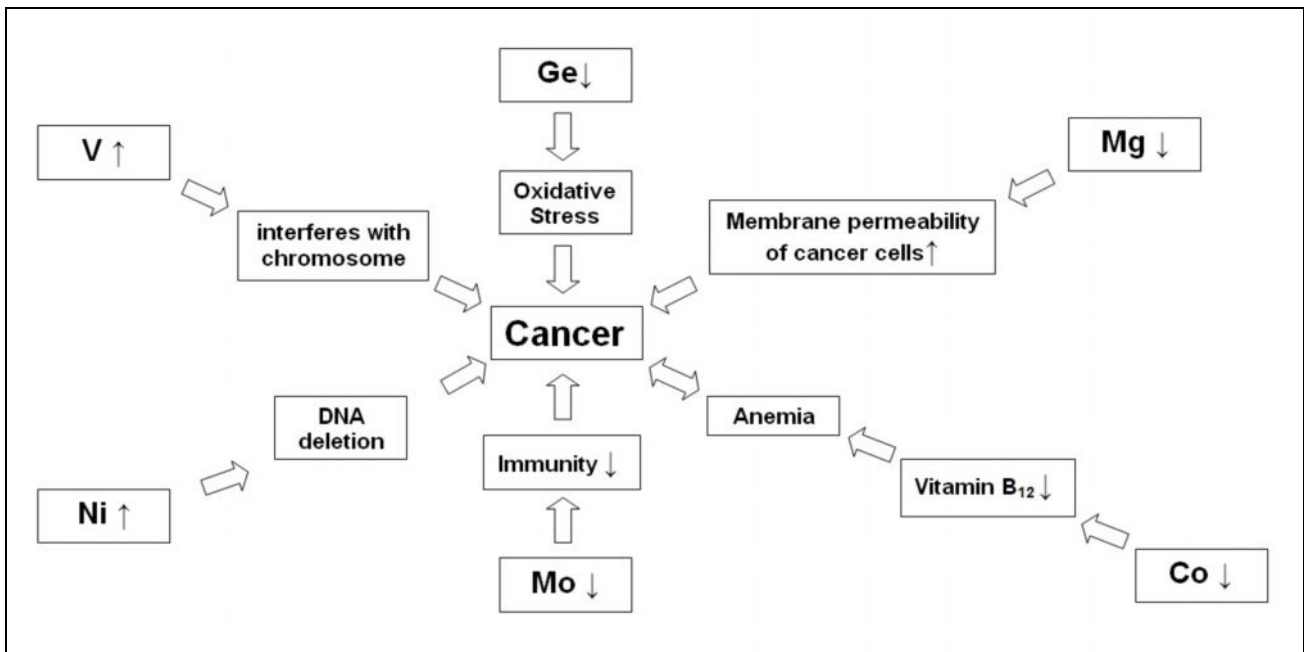 Ge↓
V ↑
Mg ↓
Oxidative
Stress
interferes with
chromosome
Membrane permeability
of cancer cells↑
Cancer
DNA
deletion
Anemia
Immunity ↓
Vitamin B₁₂ ↓
Ni ↑
Mo ↓
Co ↓